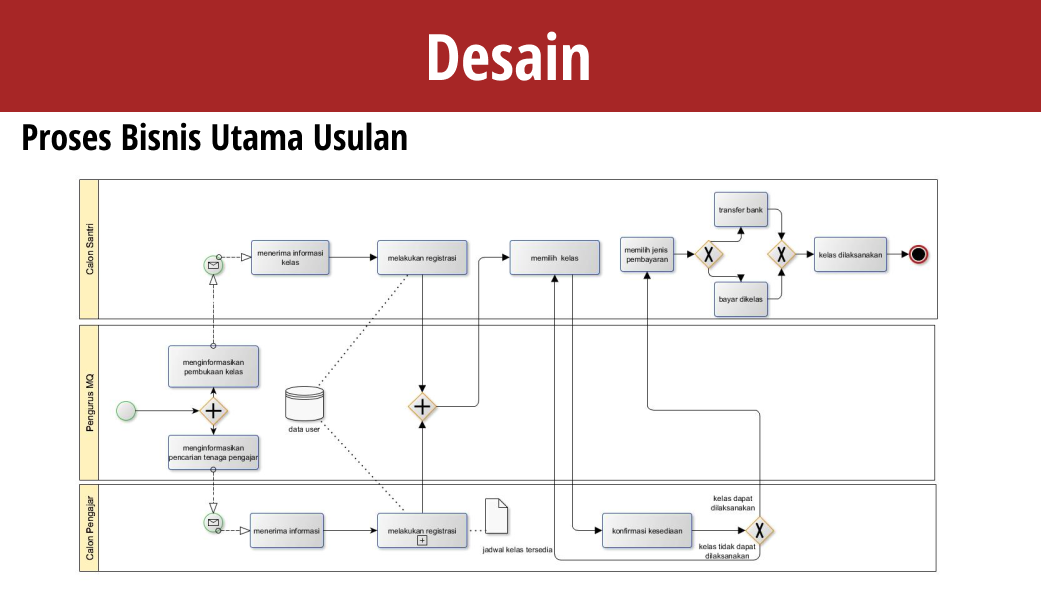 Desain
Proses Bisnis Utama Usulan
Calon Santri
transfer bank
menerima informasi
kelas
melakukan registrasi
memilih kelas
memilih jenis
pembayaran
kelas dilaksanakan
bayar dikelas
Pengurus MQ
menginformasikan
pembukaan kelas
data user
menginformasikan
pencarian tenaga pengajar
Calon Pengajar
menerima informasi
melakukan registrasi
jadwal kelas tersedia
konfirmasi kesediaan
kelas dapat
dilaksanakan
kelas tidak dapat
dilaksanakan